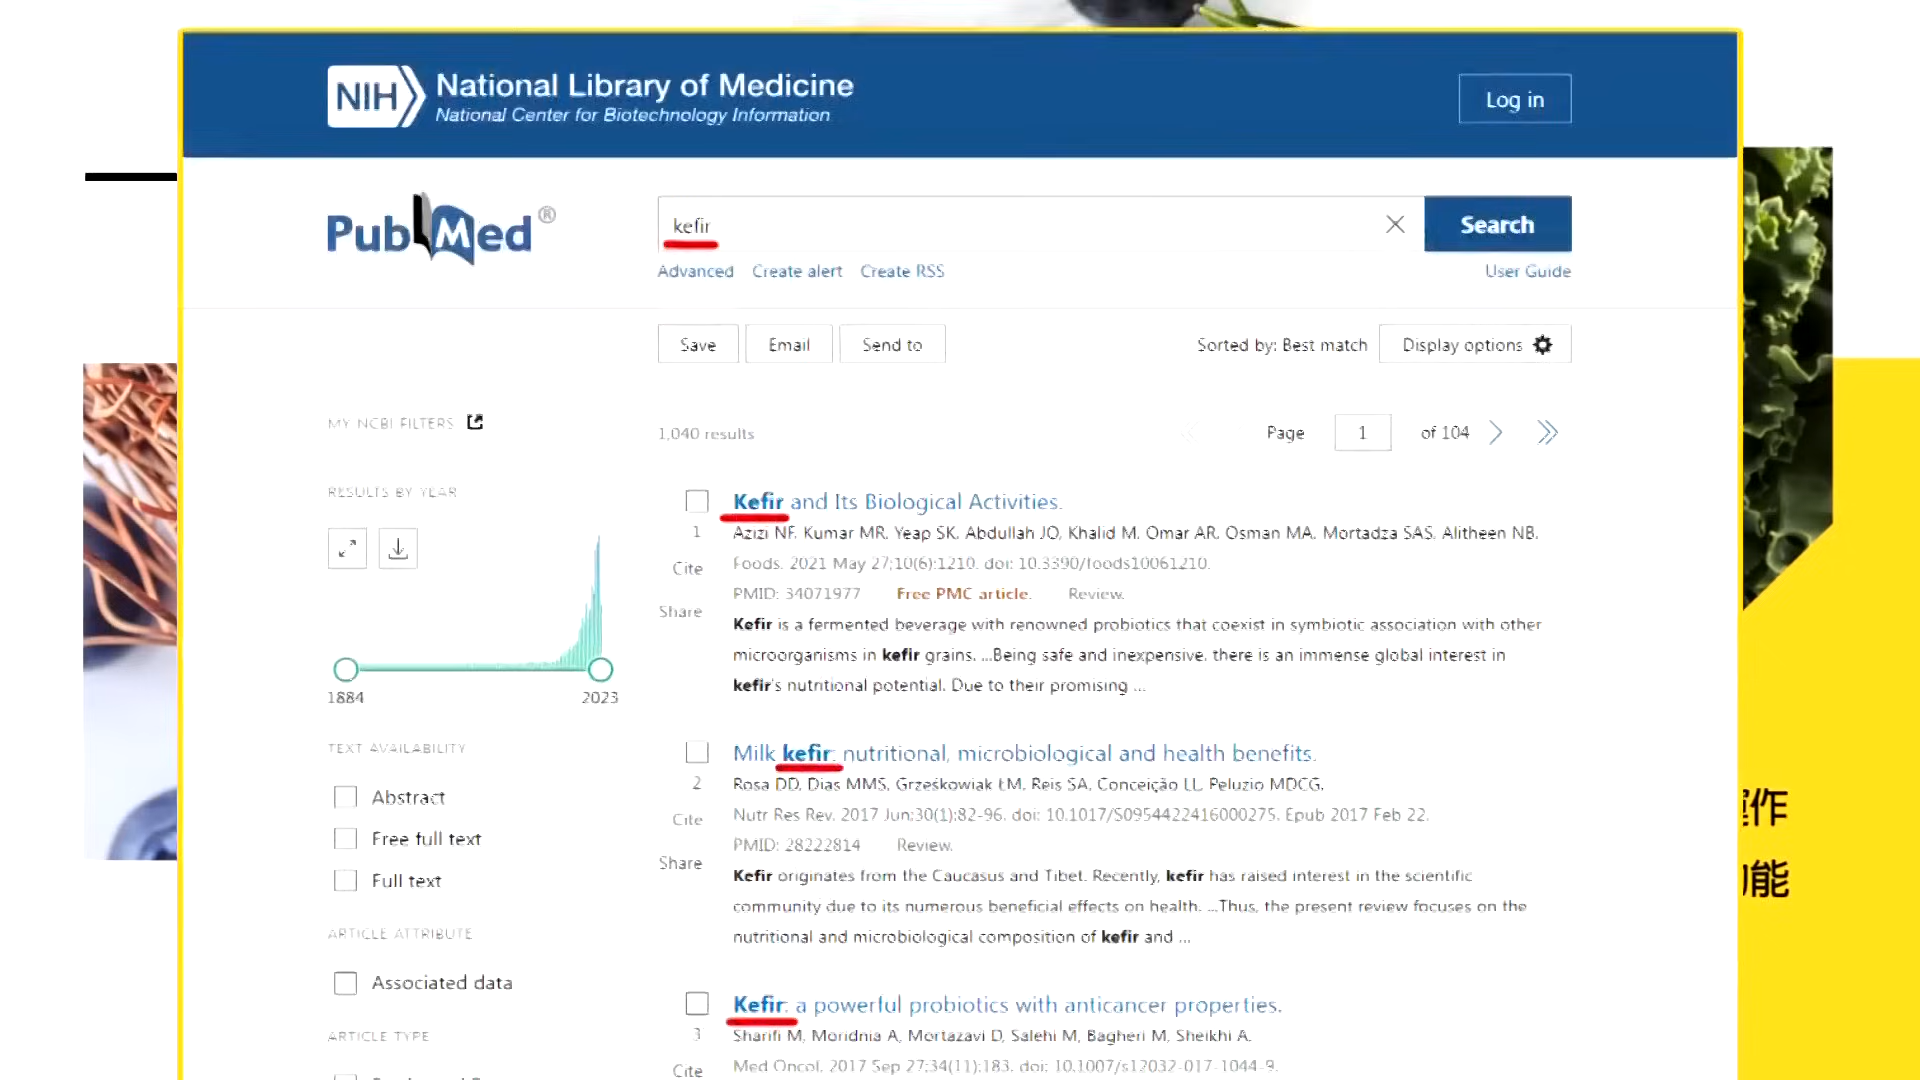 NIH National Library of Medicine
National Center for Biotechnology Information
Log in
PubMed®
kefir
Search
Advanced Create alert Create RSS
User Guide
Save Email Send to
Sorted by: Best match Display options
MY NCBI FILTERS
1,040 results
Page 1 of 104
RESULTS BY YEAR
1884 2023
TEXT AVAILABILITY
Abstract
Free full text
Full text
ARTICLE ATTRIBUTE
Associated data
ARTICLE TYPE
Kefir and Its Biological Activities.
1
Azizi NF, Kumar MR, Yeap SK, Abdullah JO, Khalid M, Omar AR, Osman MA, Mortadza SAS, Alitheen NB.
Cite
Foods. 2021 May 27;10(6):1210. doi: 10.3390/foods10061210.
PMID: 34071977 Free PMC article. Review.
Share
Kefir is a fermented beverage with renowned probiotics that coexist in symbiotic association with other
microorganisms in kefir grains. ...Being safe and inexpensive, there is an immense global interest in
kefir's nutritional potential. Due to their promising ...
Milk kefir: nutritional, microbiological and health benefits.
2
Rosa DD, Dias MMS, Grześkowiak ŁM, Reis SA, Conceição LL, Peluzio MDCG.
Cite
Nutr Res Rev. 2017 Jun;30(1):82-96. doi: 10.1017/S0954422416000275. Epub 2017 Feb 22.
PMID: 28222814 Review.
Share
Kefir originates from the Caucasus and Tibet. Recently, kefir has raised interest in the scientific
community due to its numerous beneficial effects on health. ...Thus, the present review focuses on the
nutritional and microbiological composition of kefir and ...
Kefir: a powerful probiotics with anticancer properties.
3
Sharifi M, Moridnia A, Mortazavi D, Salehi M, Bagheri M, Sheikhi A.
Cite
Med Oncol. 2017 Sep 27;34(11):183. doi: 10.1007/s12032-017-1044-9.
作
能